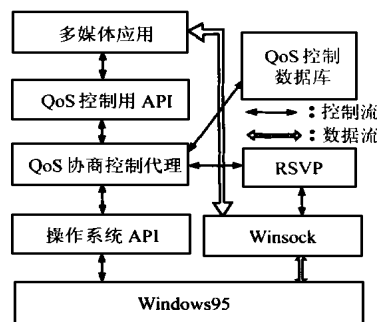 多媒体应用
QoS 控制
数据库
QoS 控制用 API
:控制流
:数据流
QoS 协商控制代理
RSVP
操作系统 API
Winsock
Windows95